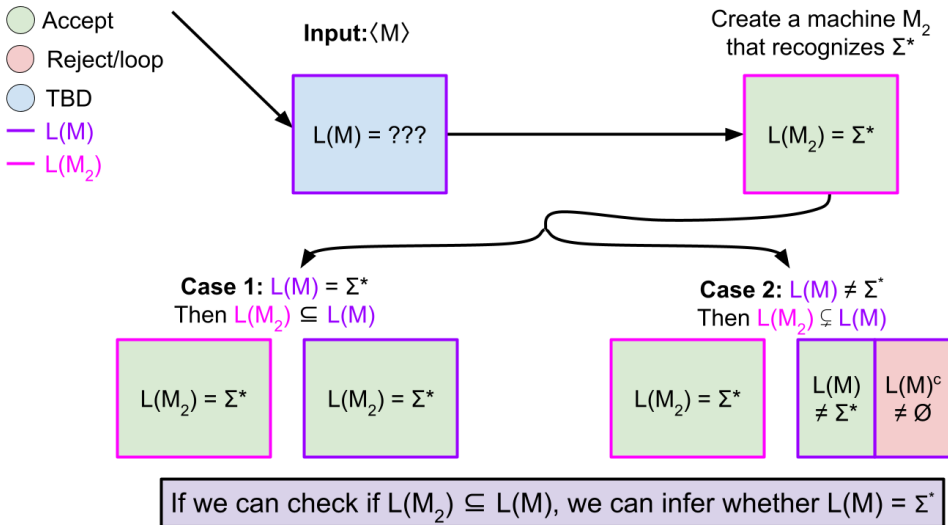 Accept
Reject/loop
TBD
L(M)
L(M₂)
Input:⟨M⟩
L(M) = ???
Create a machine M₂
that recognizes Σ*
L(M₂) = Σ*
Case 1: L(M) = Σ*
Then L(M₂) ⊆ L(M)
L(M₂) = Σ*
L(M₂) = Σ*
Case 2: L(M) ≠ Σ*
Then L(M₂) ⊊ L(M)
L(M₂) = Σ*
L(M)
≠ Σ*
L(M)ᶜ
≠ Ø
If we can check if L(M₂) ⊆ L(M), we can infer whether L(M) = Σ*